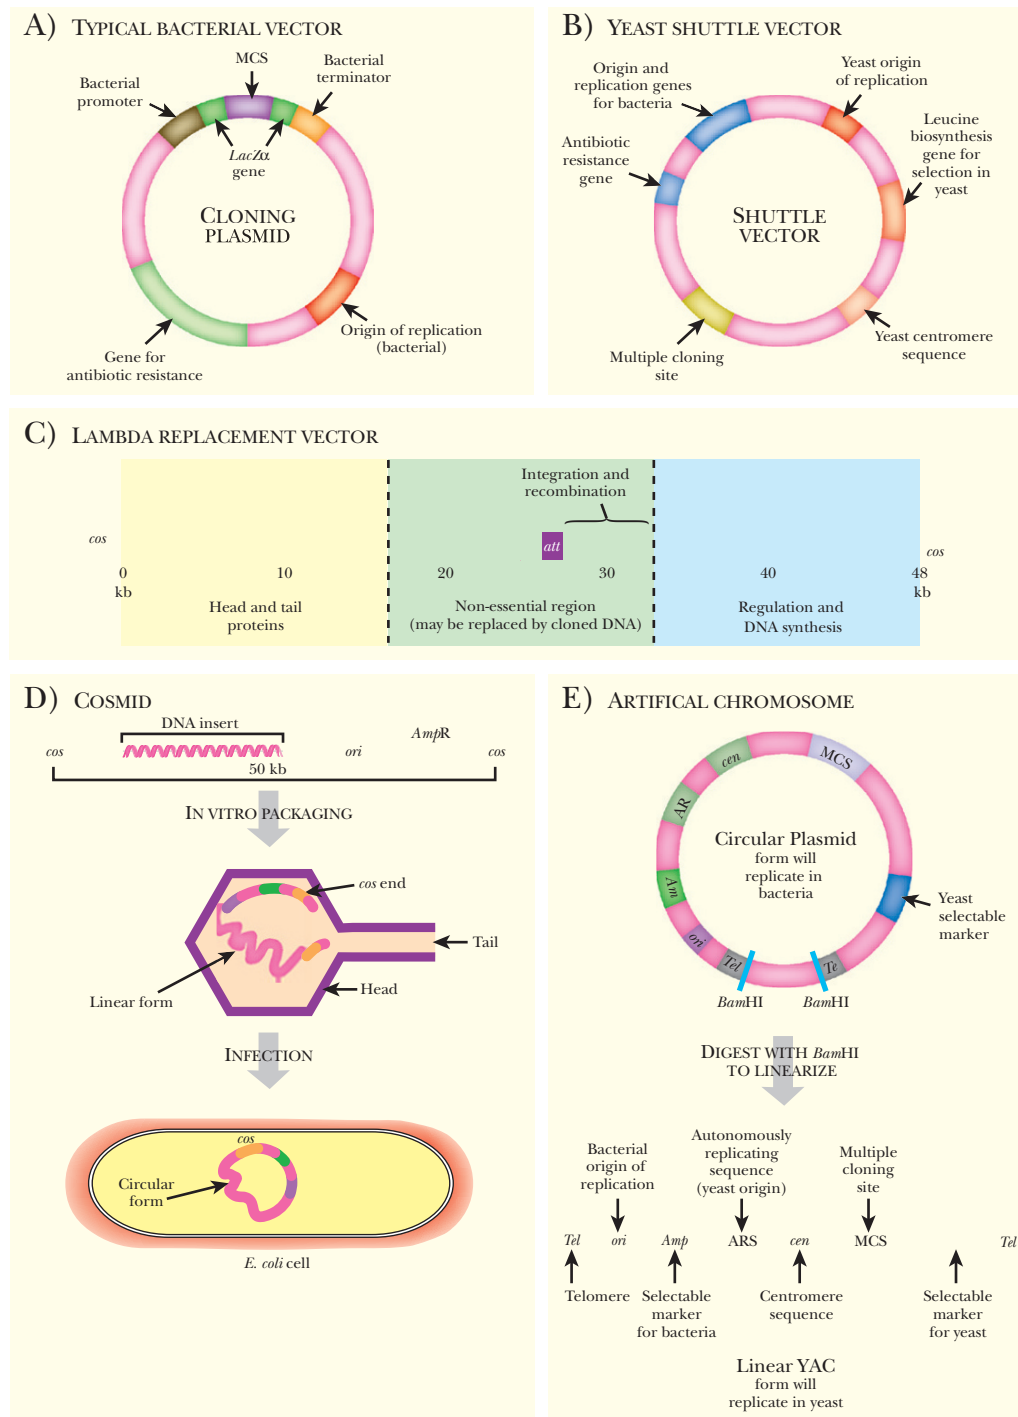 A) TYPICAL BACTERIAL VECTOR
MCS
Bacterial
terminator
Bacterial
promoter
LacZα
gene
CLONING
PLASMID
Origin of replication
(bacterial)
Gene for
antibiotic resistance
B) YEAST SHUTTLE VECTOR
Origin and
replication genes
for bacteria
Yeast origin
of replication
Leucine
biosynthesis
gene for
selection in
yeast
Antibiotic
resistance
gene
SHUTTLE
VECTOR
Yeast centromere
sequence
Multiple cloning
site
C) LAMBDA REPLACEMENT VECTOR
Integration and
recombination
cos
att
cos
0 10 20 30 40 48
kb kb
Head and tail
proteins
Non-essential region
(may be replaced by cloned DNA)
Regulation and
DNA synthesis
D) COSMID
DNA insert
AmpR
cos ori cos
50 kb
IN VITRO PACKAGING
cos end
Tail
Head
Linear form
INFECTION
cos
Circular
form
E. coli cell
E) ARTIFICAL CHROMOSOME
cen
MCS
AR
Am
ori
Tel
Te
Circular Plasmid
form will
replicate in
bacteria
Yeast
selectable
marker
BamHI BamHI
DIGEST WITH BamHI
TO LINEARIZE
Bacterial
origin of
replication
Autonomously
replicating
sequence
(yeast origin)
Multiple
cloning
site
Tel ori Amp ARS cen MCS Tel
Telomere
Selectable
marker
for bacteria
Centromere
sequence
Selectable
marker
for yeast
Linear YAC
form will
replicate in yeast